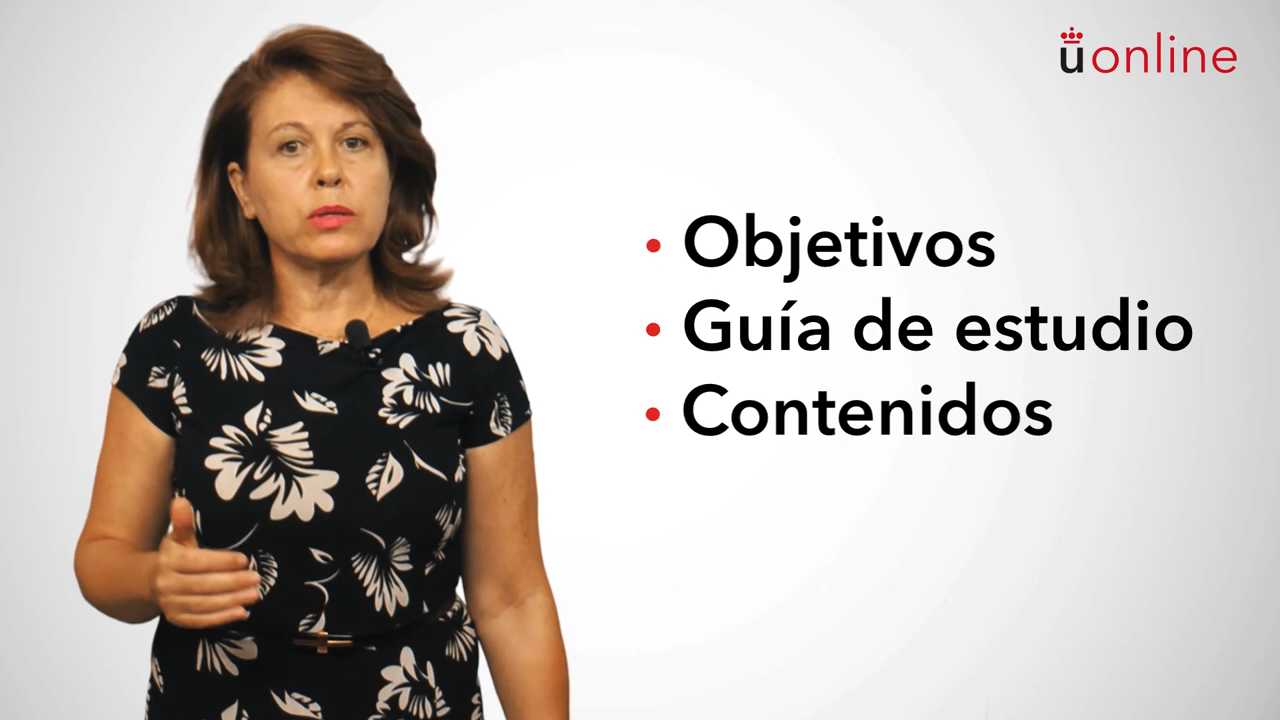 üonline
• Objetivos
• Guía de estudio
• Contenidos